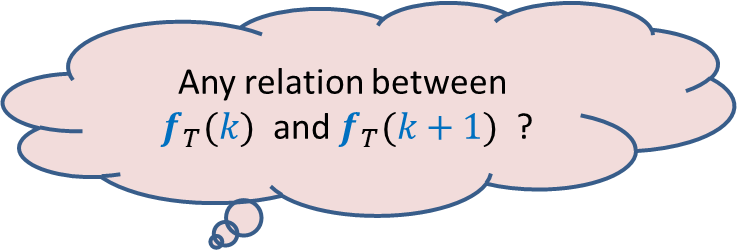 Any relation between
𝒇_T(k) and 𝒇_T(k + 1) ?